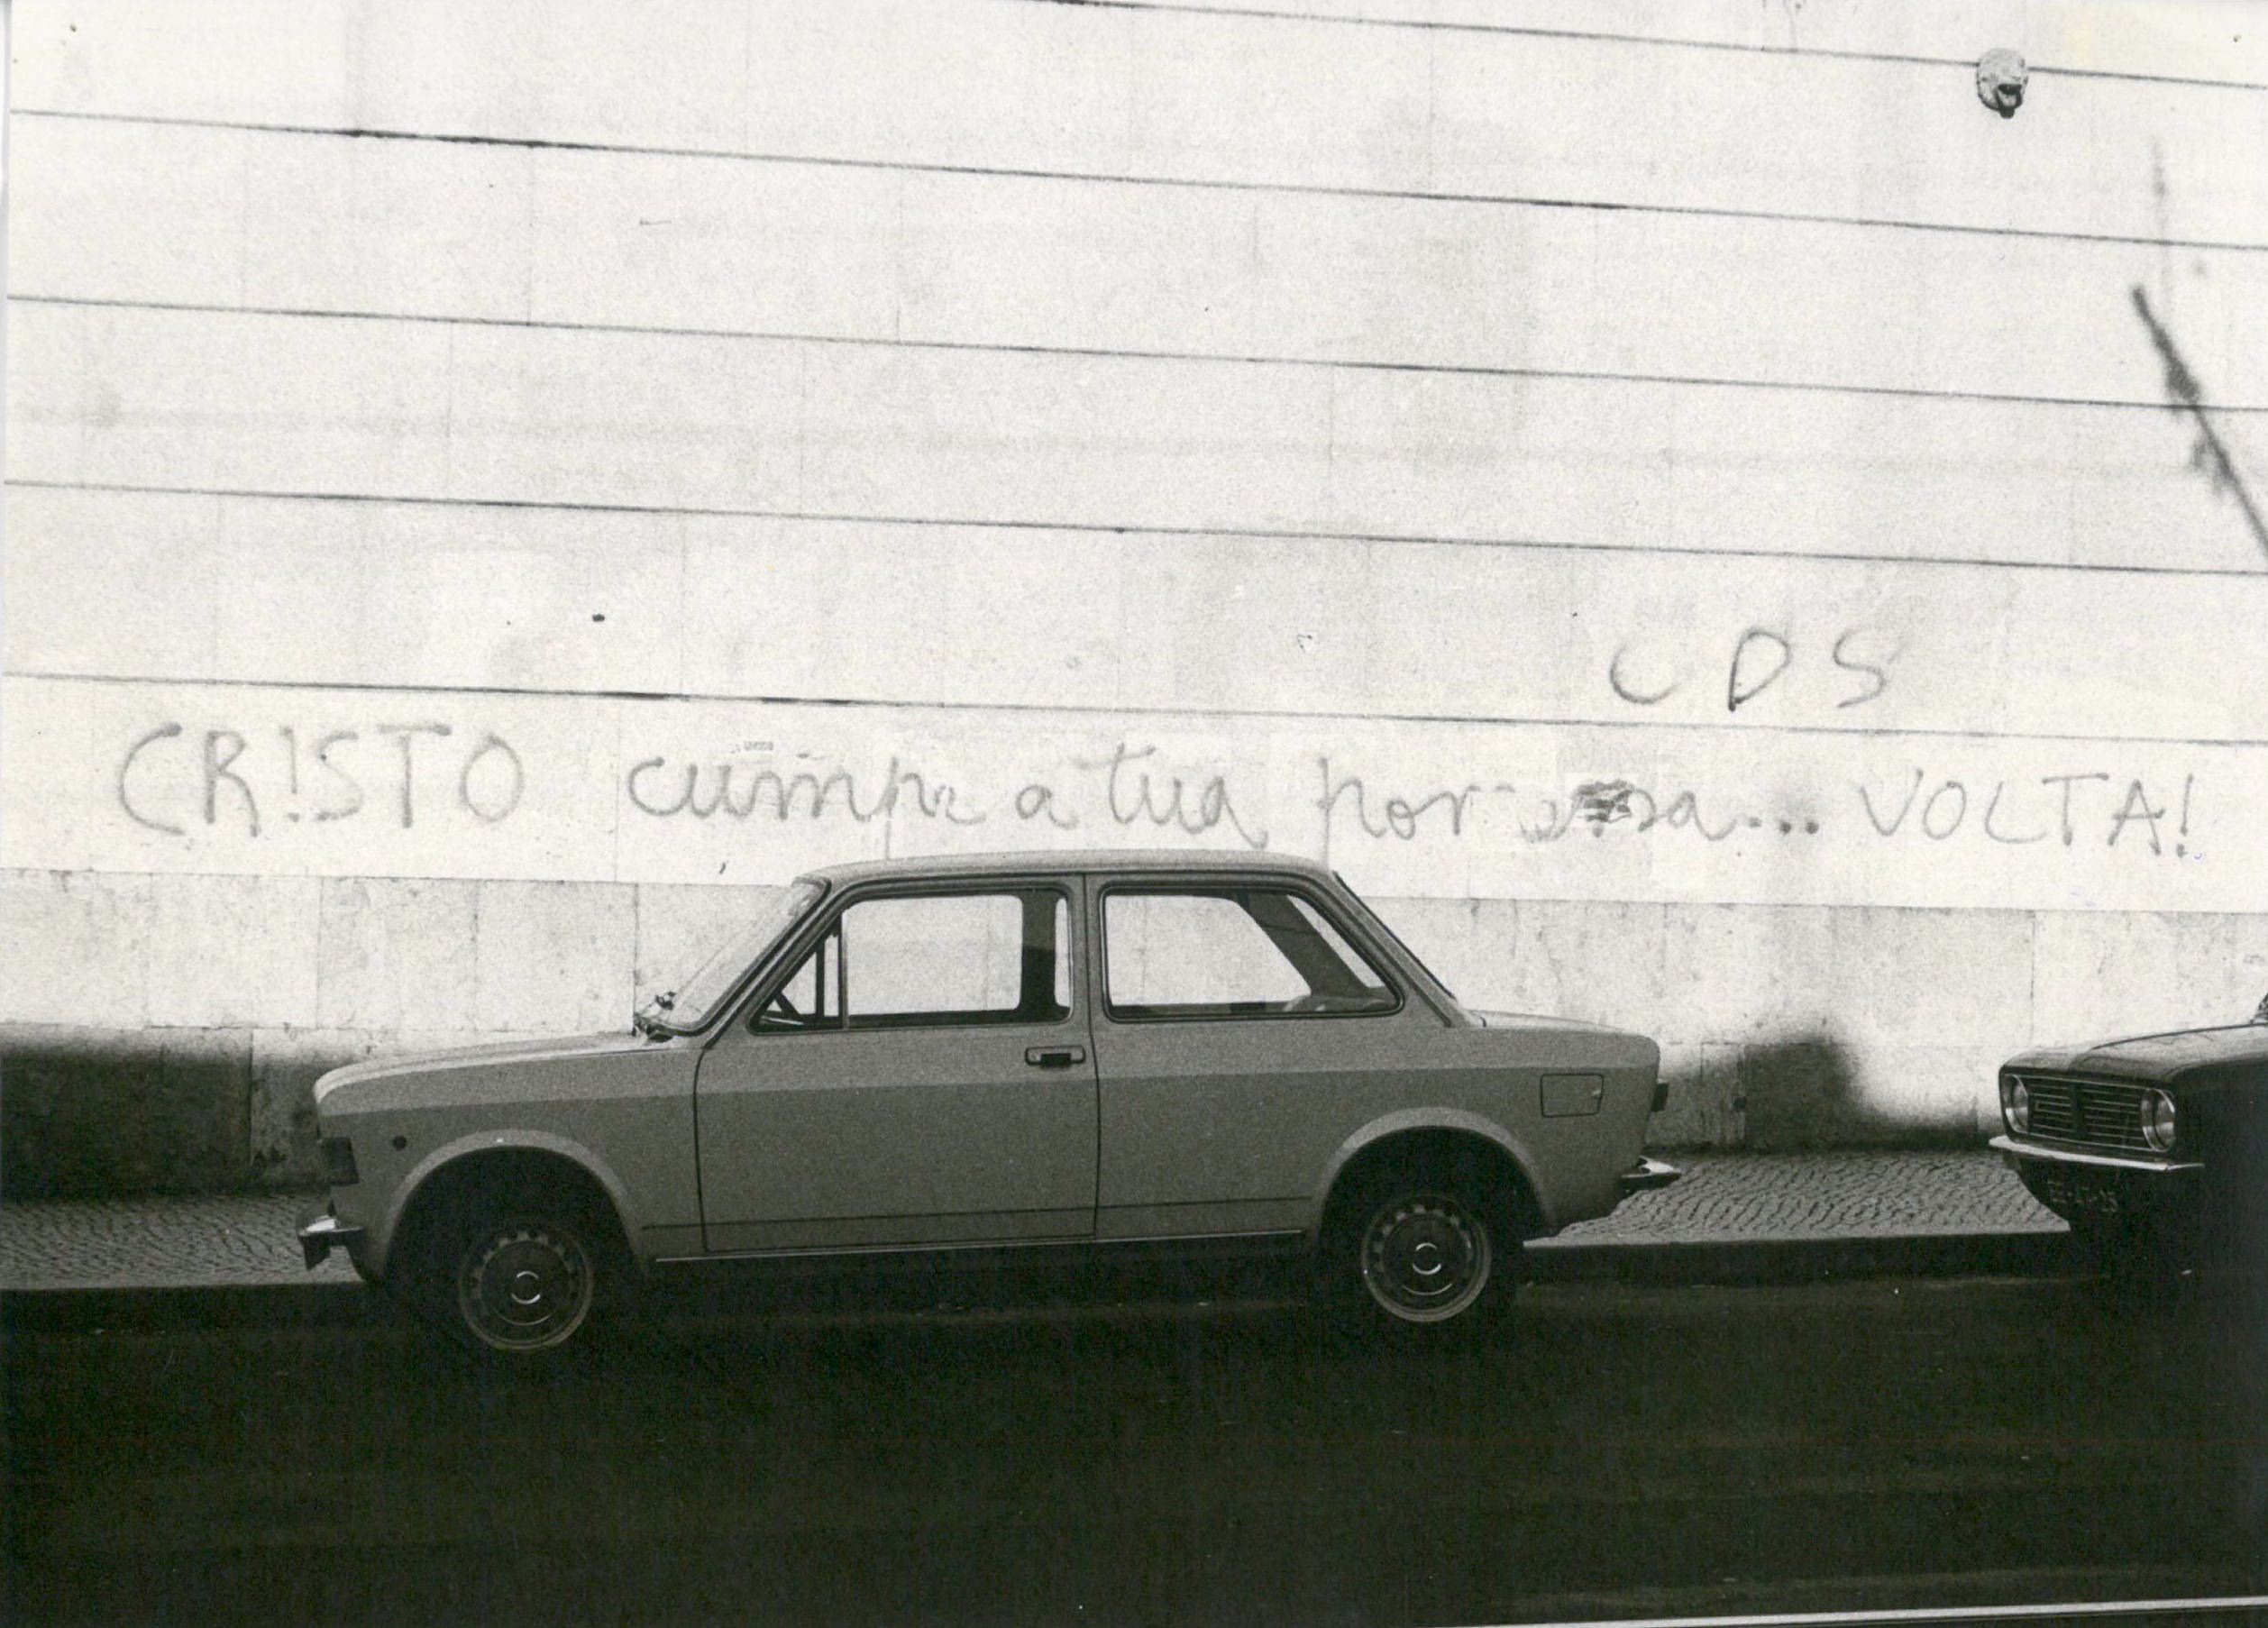 CDS
CR!STO cumpre a tua ... VOLTA!